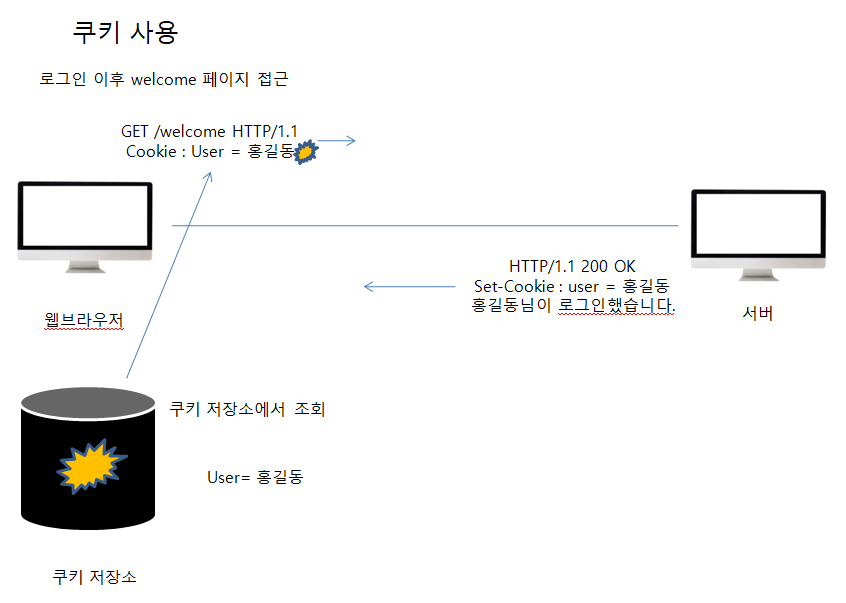 쿠키 사용
로그인 이후 welcome 페이지 접근
GET /welcome HTTP/1.1
Cookie : User = 홍길동
HTTP/1.1 200 OK
Set-Cookie : user = 홍길동
홍길동님이 로그인했습니다.
웹브라우저
서버
쿠키 저장소에서 조회
User= 홍길동
쿠키 저장소